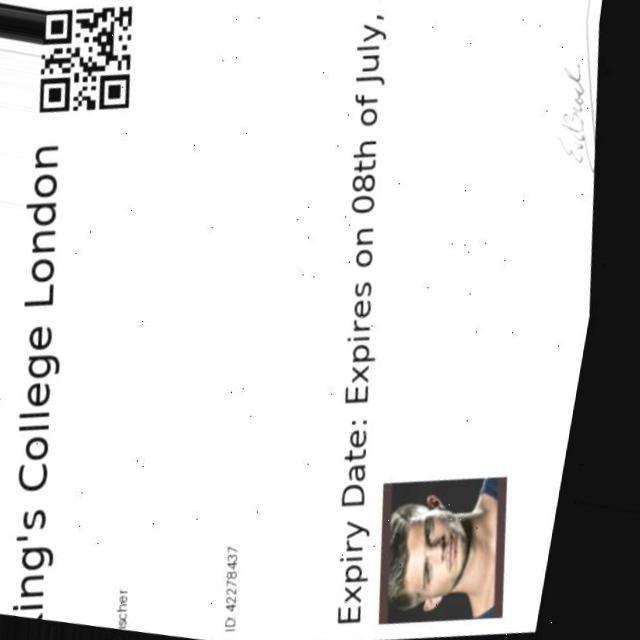 ing's College London
scher
ID: 42278437
Expiry Date: Expires on 08th of July,